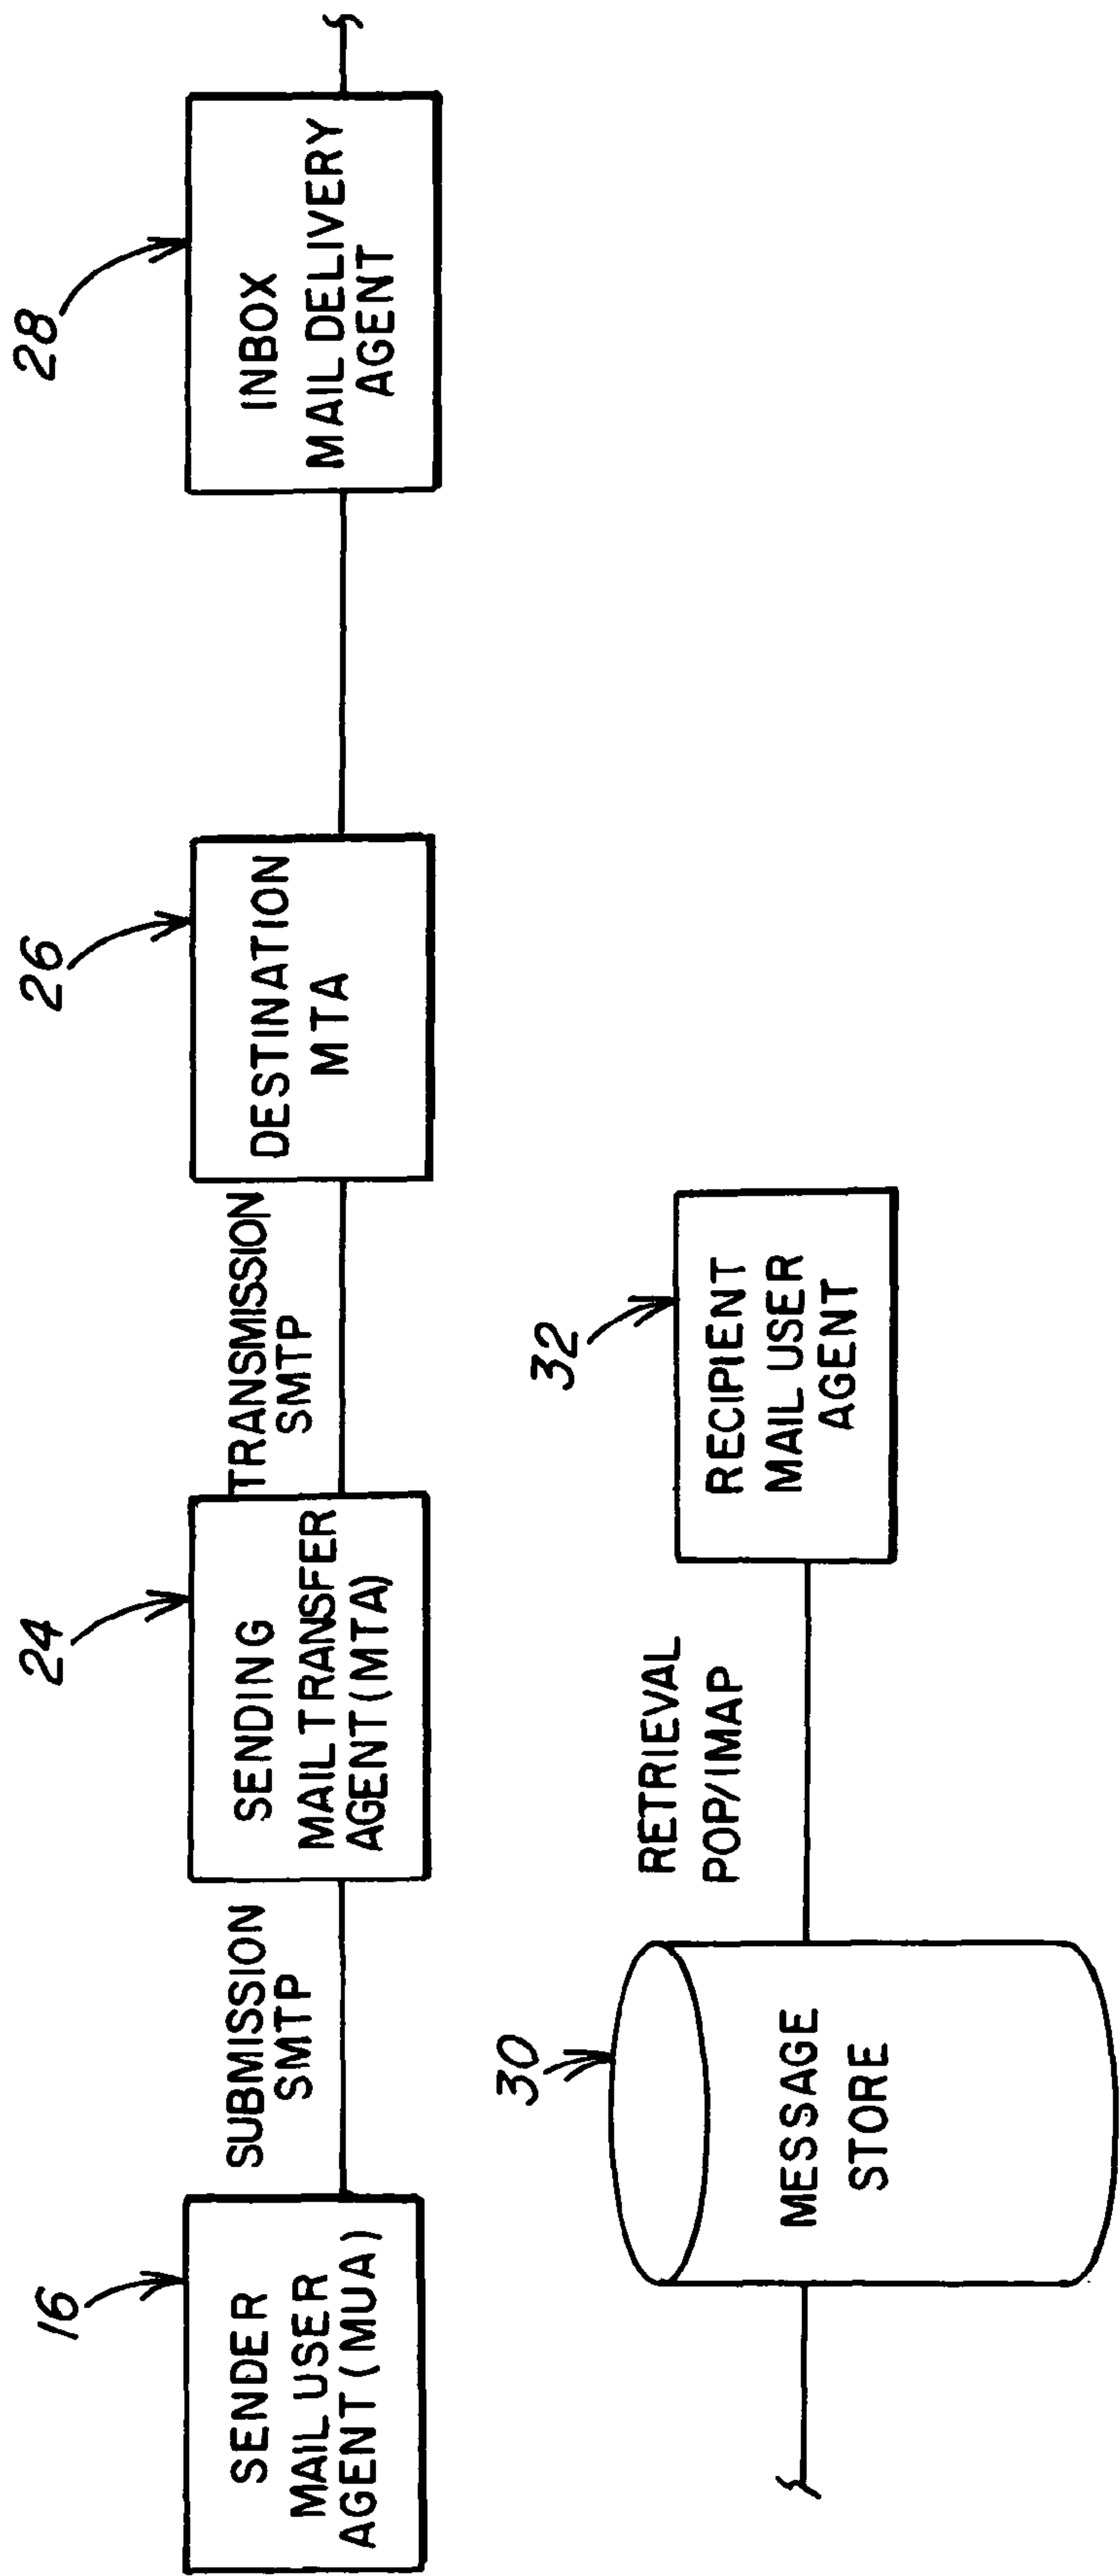 16
SENDER
MAIL USER
AGENT (MUA)
SUBMISSION
SMTP
24
SENDING
MAIL TRANSFER
AGENT (MTA)
TRANSMISSION
SMTP
26
DESTINATION
MTA
28
INBOX
MAIL DELIVERY
AGENT
30
MESSAGE
STORE
RETRIEVAL
POP/IMAP
32
RECIPIENT
MAIL USER
AGENT